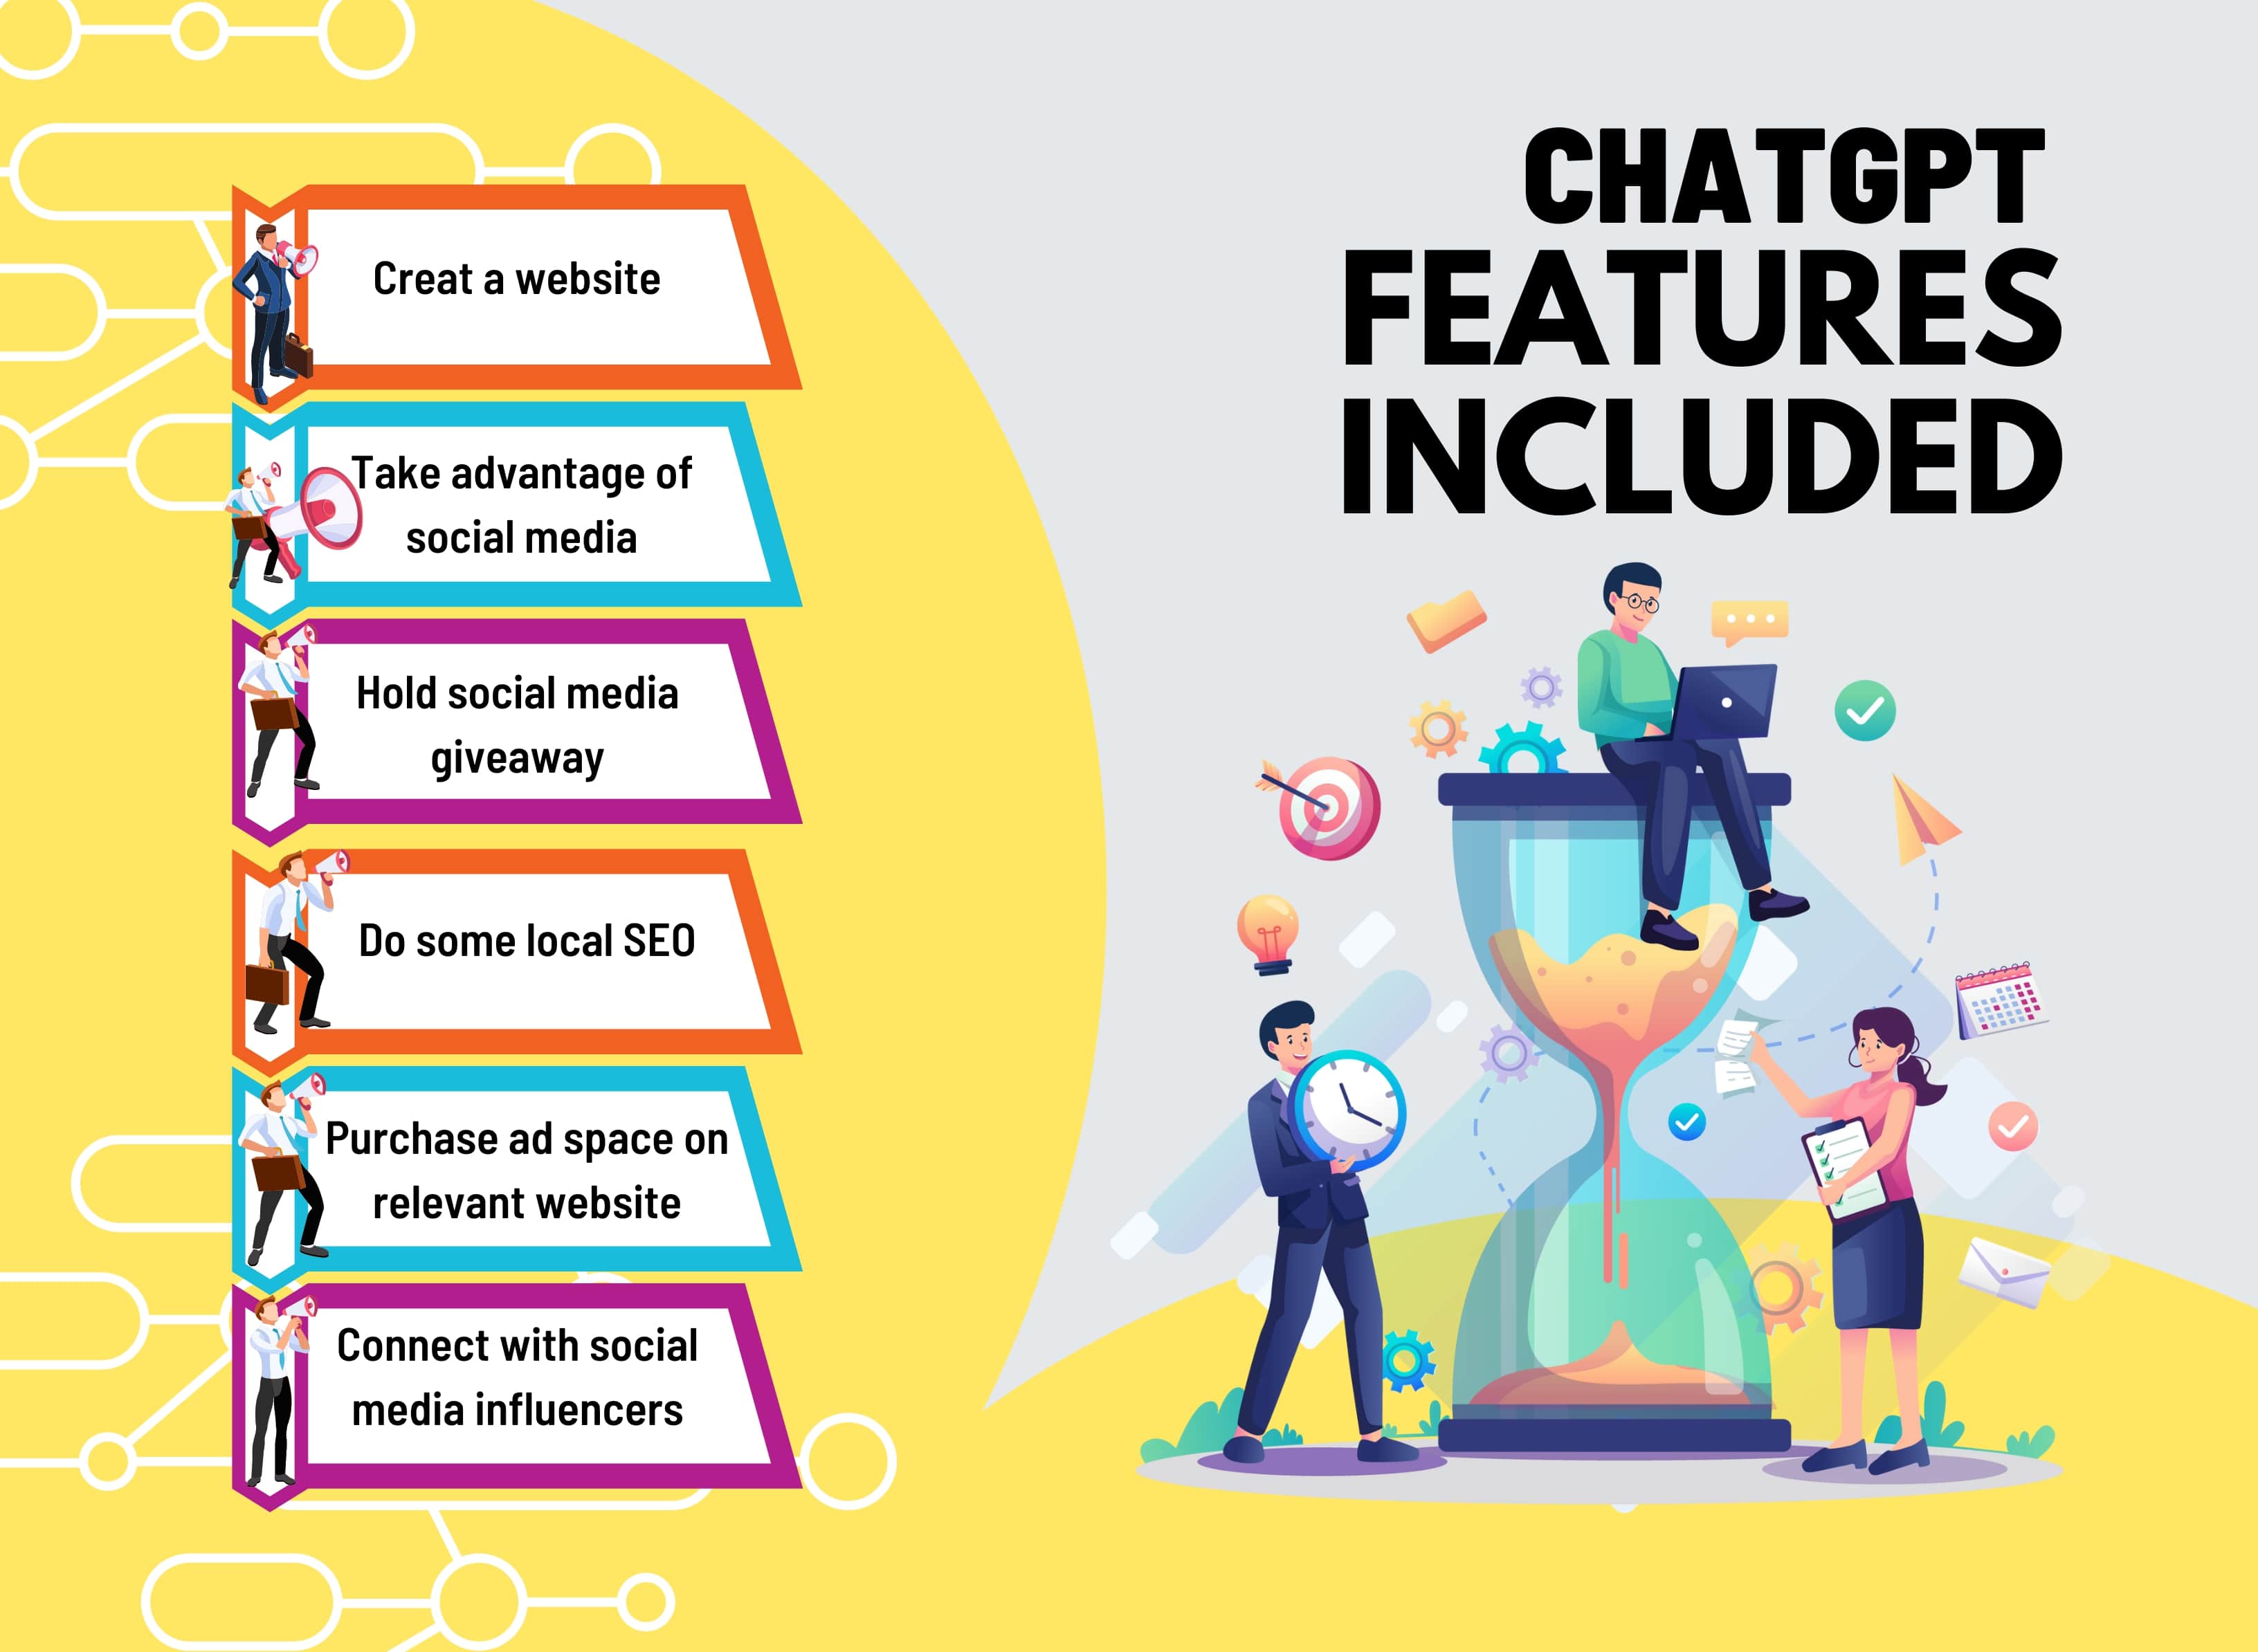 CHATGPT
FEATURES
INCLUDED
Creat a website
Take advantage of
social media
Hold social media
giveaway
Do some local SEO
Purchase ad space on
relevant website
Connect with social
media influencers